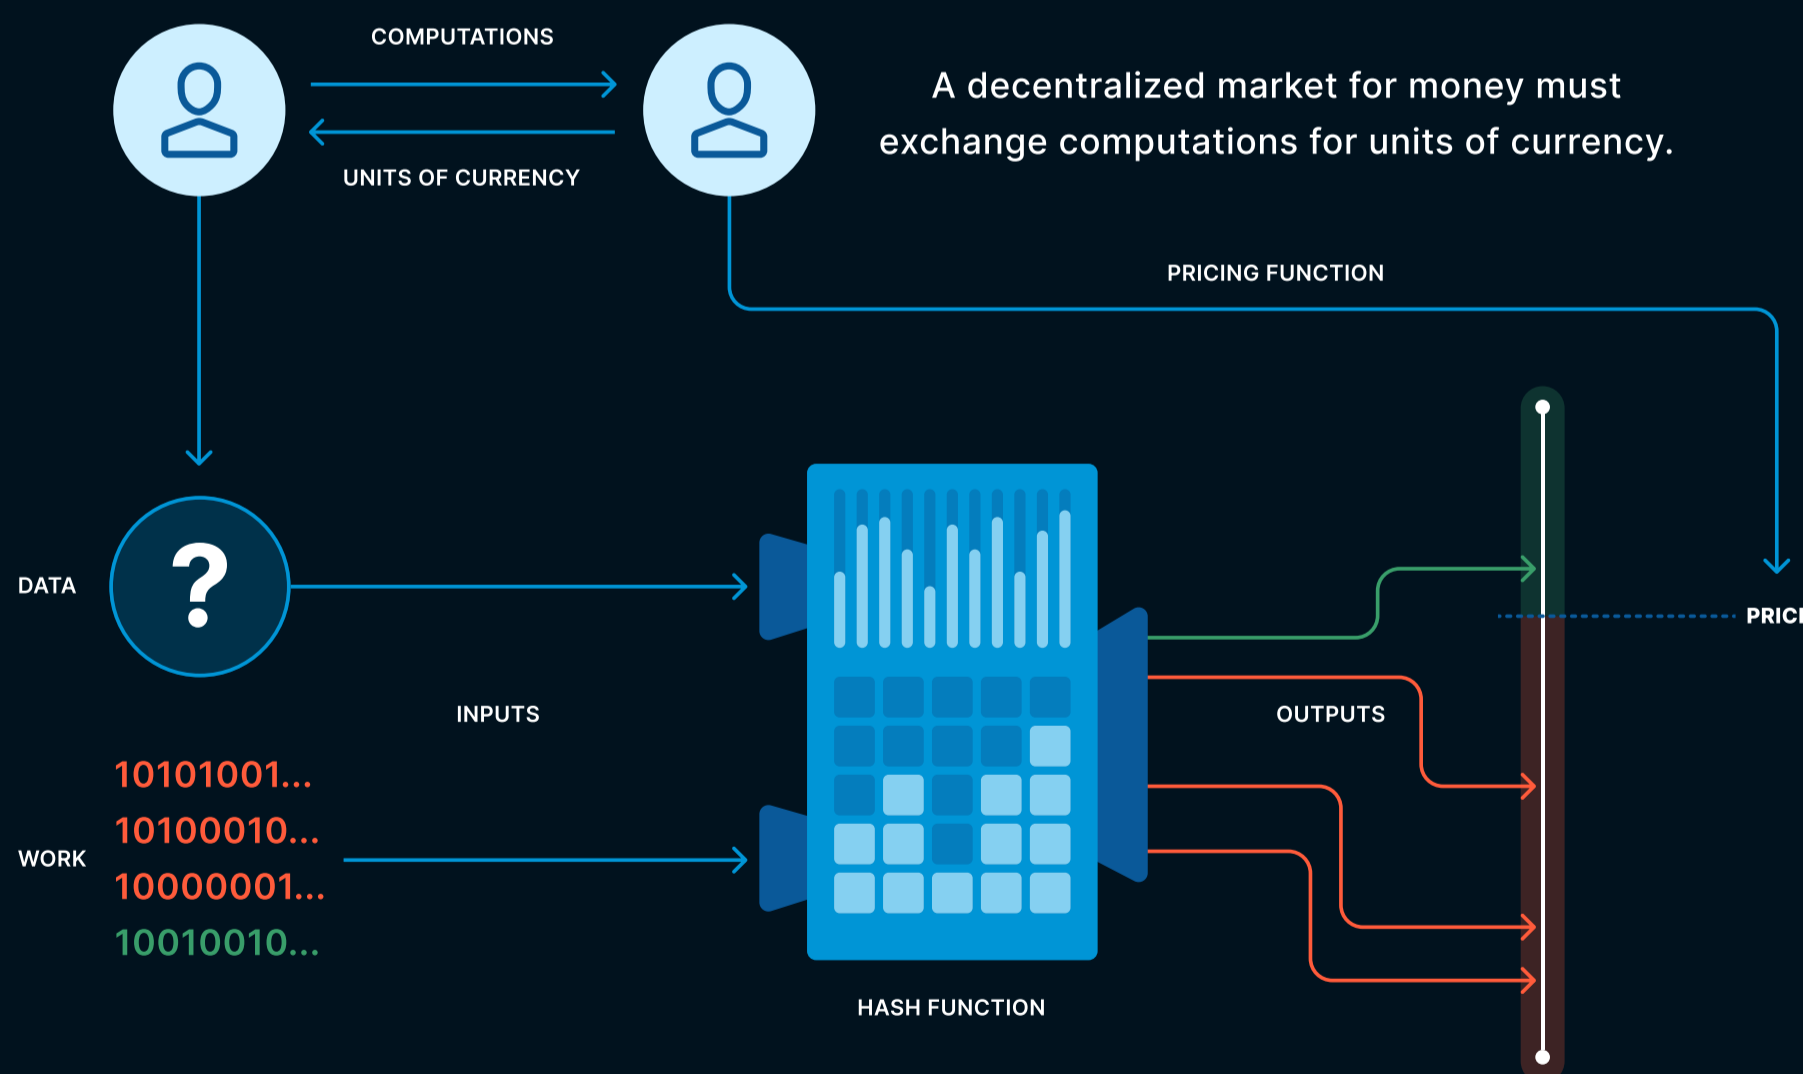 COMPUTATIONS
UNITS OF CURRENCY
A decentralized market for money must
exchange computations for units of currency.
PRICING FUNCTION
?
DATA
INPUTS
OUTPUTS
WORK
10101001...
10100010...
10000001...
10010010...
HASH FUNCTION